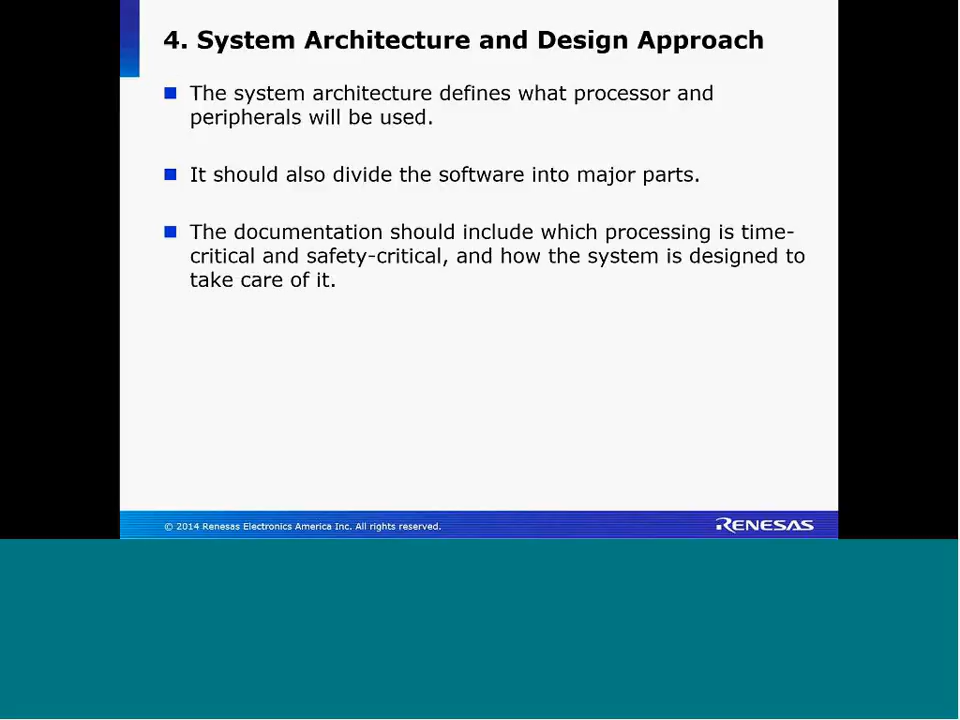 4. System Architecture and Design Approach
The system architecture defines what processor and
peripherals will be used.
It should also divide the software into major parts.
The documentation should include which processing is time-
critical and safety-critical, and how the system is designed to
take care of it.
© 2014 Renesas Electronics America Inc. All rights reserved.
RENESAS